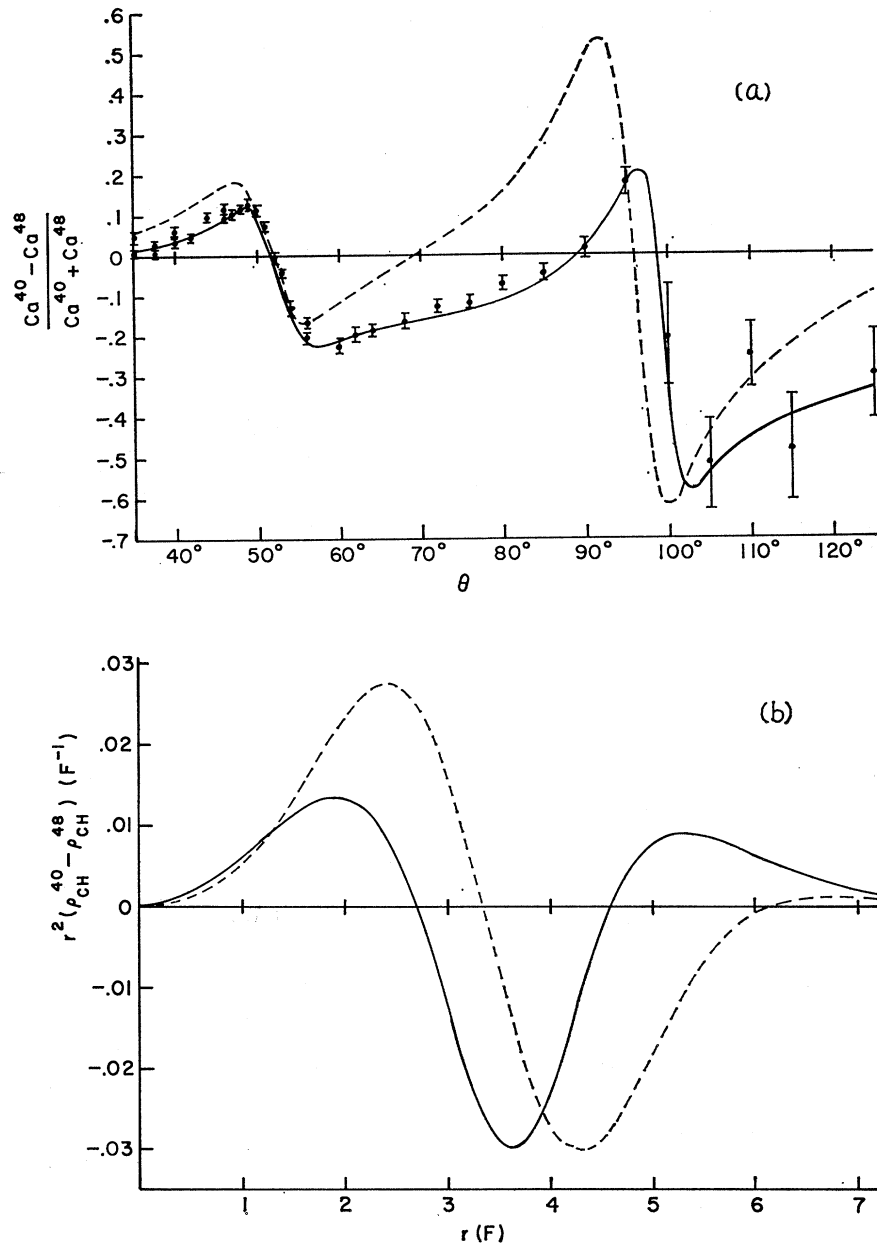 .6
.5
.4
.3
.2
.1
0
-.1
-.2
-.3
-.4
-.5
-.6
-.7
Ca⁴⁰ – Ca⁴⁸
Ca⁴⁰ + Ca⁴⁸
(a)
40° 50° 60° 70° 80° 90° 100° 110° 120°
θ
.03
.02
.01
0
-.01
-.02
-.03
r² (ρ_CH⁴⁰ – ρ_CH⁴⁸) (F⁻¹)
(b)
1 2 3 4 5 6 7
r (F)